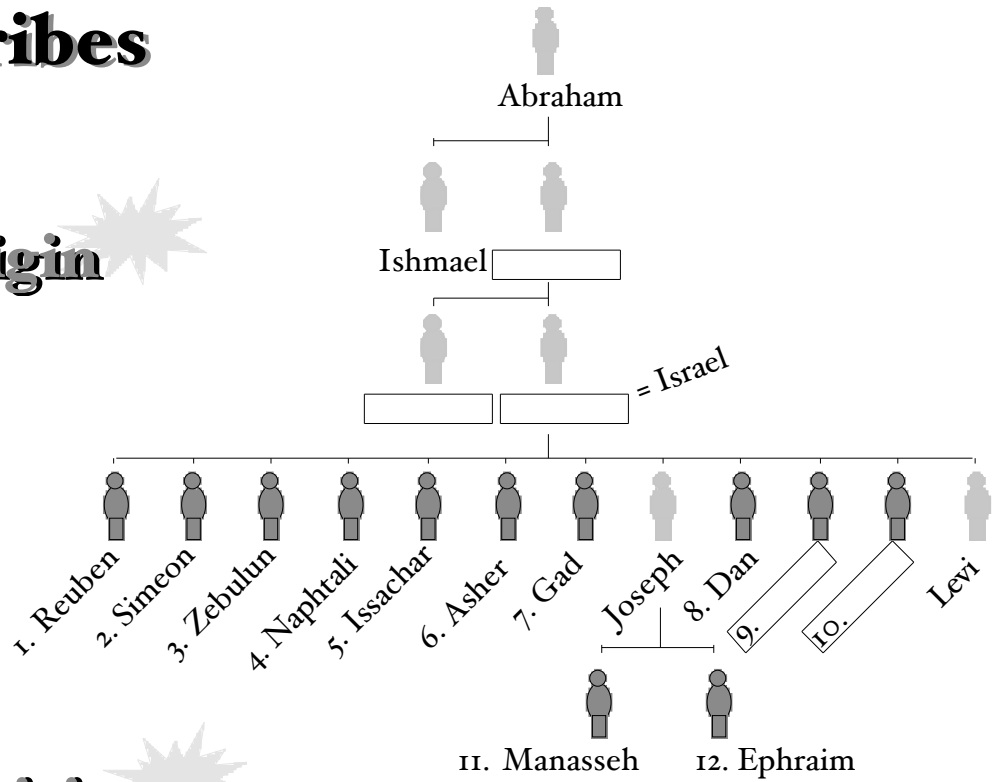 ribes
Abraham
igin
Ishmael
= Israel
1. Reuben
2. Simeon
3. Zebulun
4. Naphtali
5. Issachar
6. Asher
7. Gad
Joseph
8. Dan
9.
10.
Levi
11. Manasseh
12. Ephraim